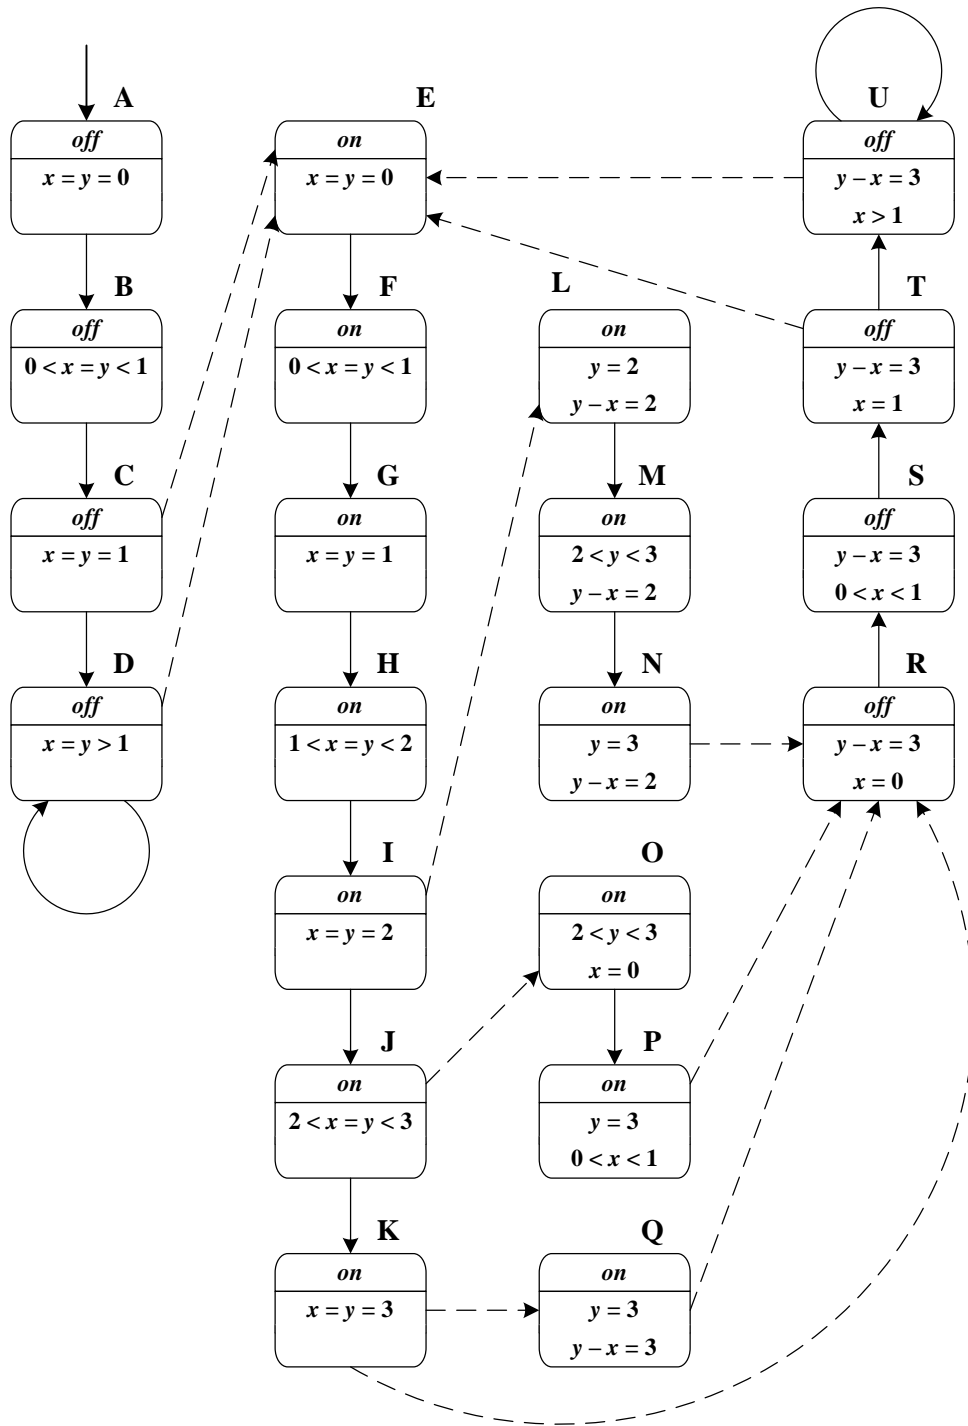 A
off
x = y = 0
B
off
0 < x = y < 1
C
off
x = y = 1
D
off
x = y > 1
E
on
x = y = 0
F
on
0 < x = y < 1
G
on
x = y = 1
H
on
1 < x = y < 2
I
on
x = y = 2
J
on
2 < x = y < 3
K
on
x = y = 3
L
on
y = 2
y – x = 2
M
on
2 < y < 3
y – x = 2
N
on
y = 3
y – x = 2
O
on
2 < y < 3
x = 0
P
on
y = 3
0 < x < 1
Q
on
y = 3
y – x = 3
U
off
y – x = 3
x > 1
T
off
y – x = 3
x = 1
S
off
y – x = 3
0 < x < 1
R
off
y – x = 3
x = 0